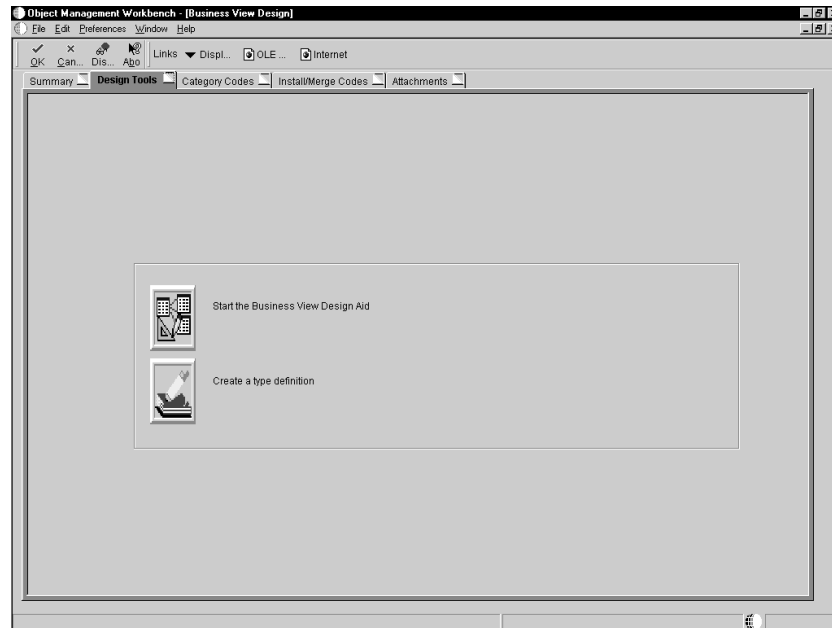 Object Management Workbench - [Business View Design]
File Edit Preferences Window Help
OK Can... Dis... Abo Links Displ... OLE ... Internet
Summary Design Tools Category Codes Install/Merge Codes Attachments
Start the Business View Design Aid
Create a type definition